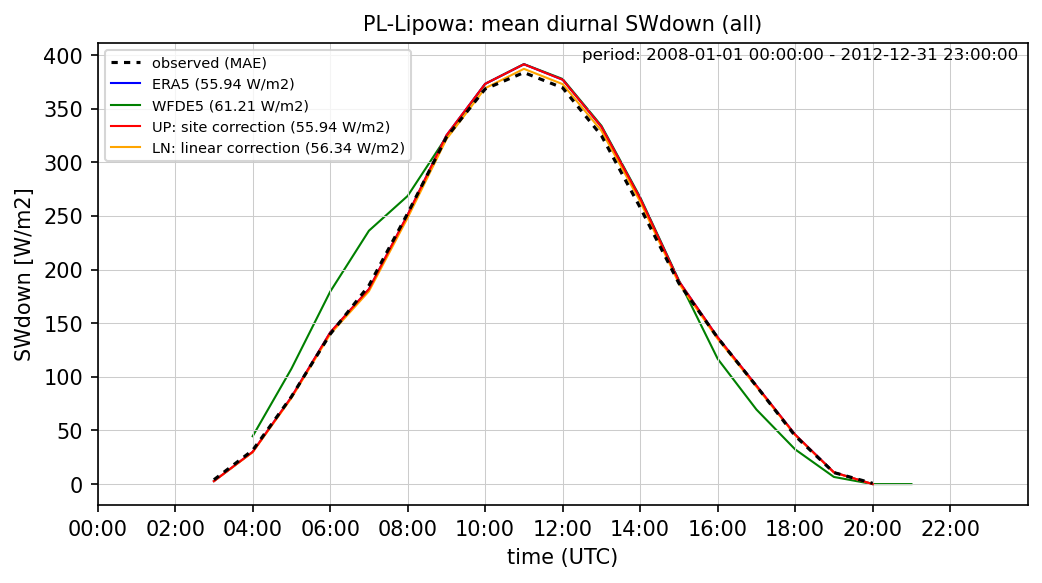 PL-Lipowa: mean diurnal SWdown (all)
period: 2008-01-01 00:00:00 - 2012-12-31 23:00:00
observed (MAE)
ERA5 (55.94 W/m2)
WFDE5 (61.21 W/m2)
UP: site correction (55.94 W/m2)
LN: linear correction (56.34 W/m2)
SWdown [W/m2]
400
350
300
250
200
150
100
50
0
00:00 02:00 04:00 06:00 08:00 10:00 12:00 14:00 16:00 18:00 20:00 22:00
time (UTC)